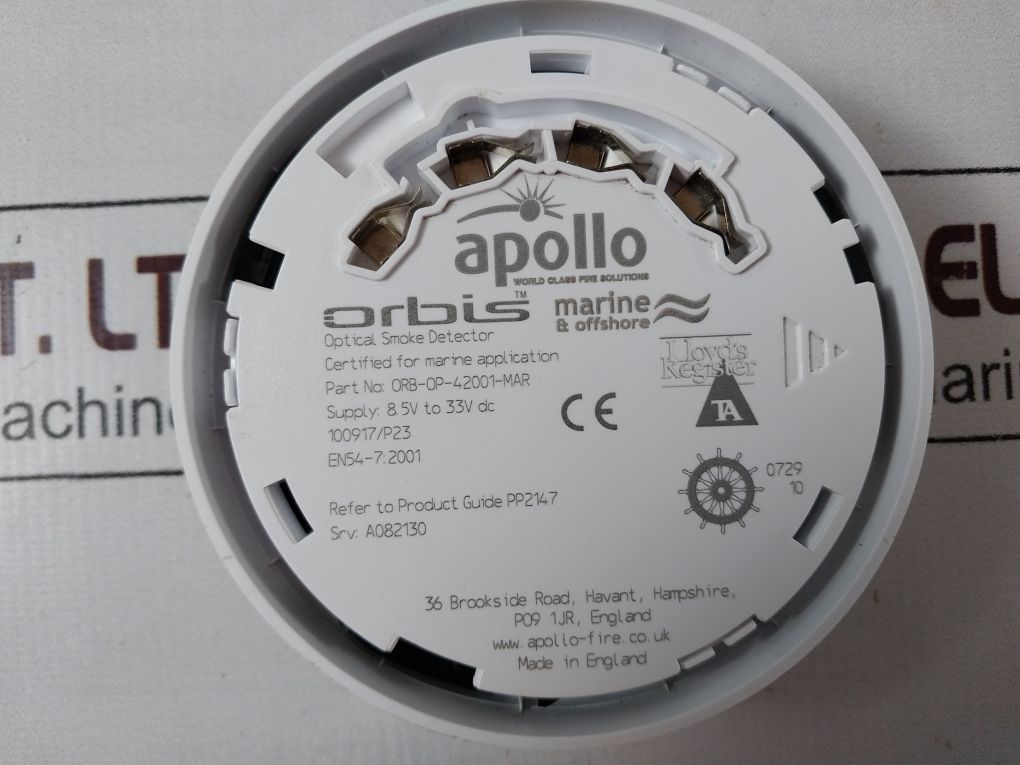 apollo
WORLD CLASS FIRE SOLUTIONS
orbis™
marine
& offshore
Optical Smoke Detector
Certified for marine application
Part No: ORB-OP-42001-MAR
Supply: 8.5V to 33V dc
100917/P23
EN54-7:2001
Lloyd's
Register
TA
CE
0729
10
Refer to Product Guide PP2147
Srv: A082130
36 Brookside Road, Havant, Hampshire,
PO9 1JR, England
www.apollo-fire.co.uk
Made in England
T. LT
EL